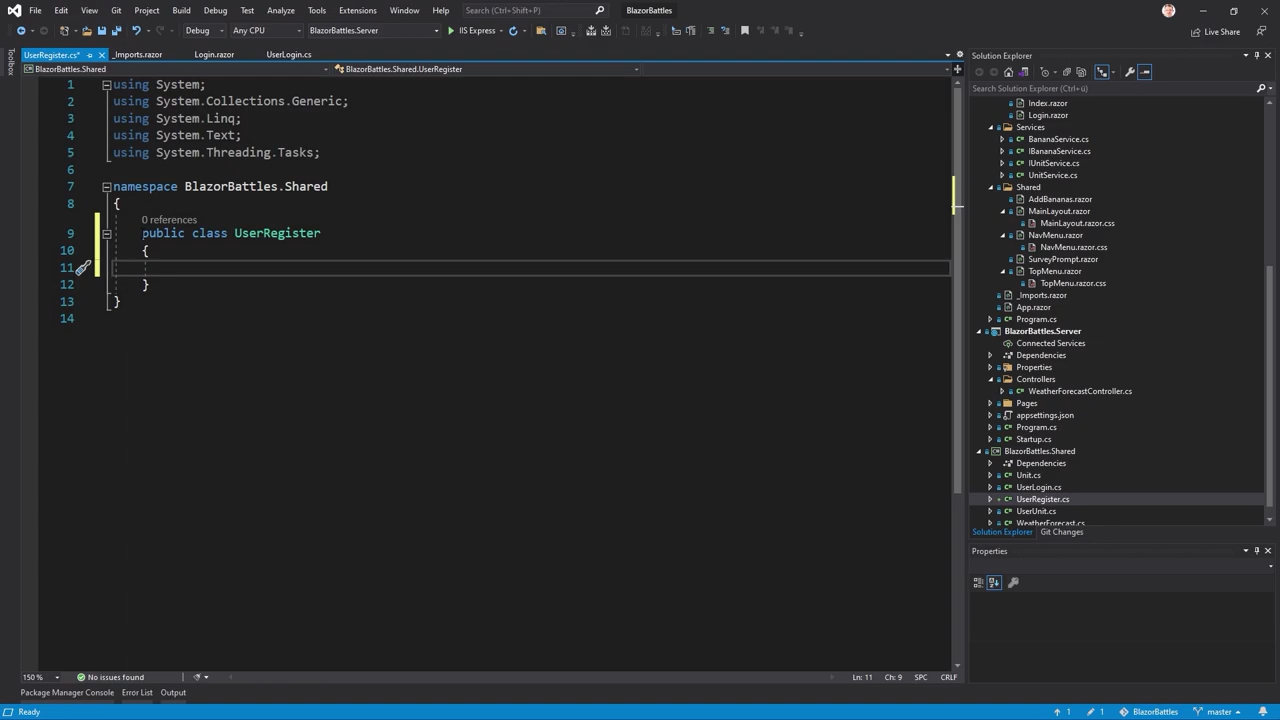 File Edit View Git Project Build Debug Test Analyze Tools Extensions Window Help Search (Ctrl+Shift+P) BlazorBattles
Debug Any CPU BlazorBattles.Server IIS Express Live Share
Toolbox
UserRegister.cs* _Imports.razor Login.razor UserLogin.cs
BlazorBattles.Shared BlazorBattles.Shared.UserRegister
1 using System;
2 using System.Collections.Generic;
3 using System.Linq;
4 using System.Text;
5 using System.Threading.Tasks;
6
7 namespace BlazorBattles.Shared
8 {
0 references
9 public class UserRegister
10 {
11
12 }
13 }
14
150 % No issues found Ln: 11 Ch: 9 SPC CRLF
Package Manager Console Error List Output
Solution Explorer
Search Solution Explorer (Ctrl+ü)
Index.razor
Login.razor
Services
BananaService.cs
IBananaService.cs
IUnitService.cs
UnitService.cs
Shared
AddBananas.razor
MainLayout.razor
MainLayout.razor.css
NavMenu.razor
NavMenu.razor.css
SurveyPrompt.razor
TopMenu.razor
TopMenu.razor.css
_Imports.razor
App.razor
Program.cs
BlazorBattles.Server
Connected Services
Dependencies
Properties
Controllers
WeatherForecastController.cs
Pages
appsettings.json
Program.cs
Startup.cs
BlazorBattles.Shared
Dependencies
Unit.cs
UserLogin.cs
UserRegister.cs
UserUnit.cs
WeatherForecast.cs
Solution Explorer Git Changes
Properties
Ready 1 1 BlazorBattles master